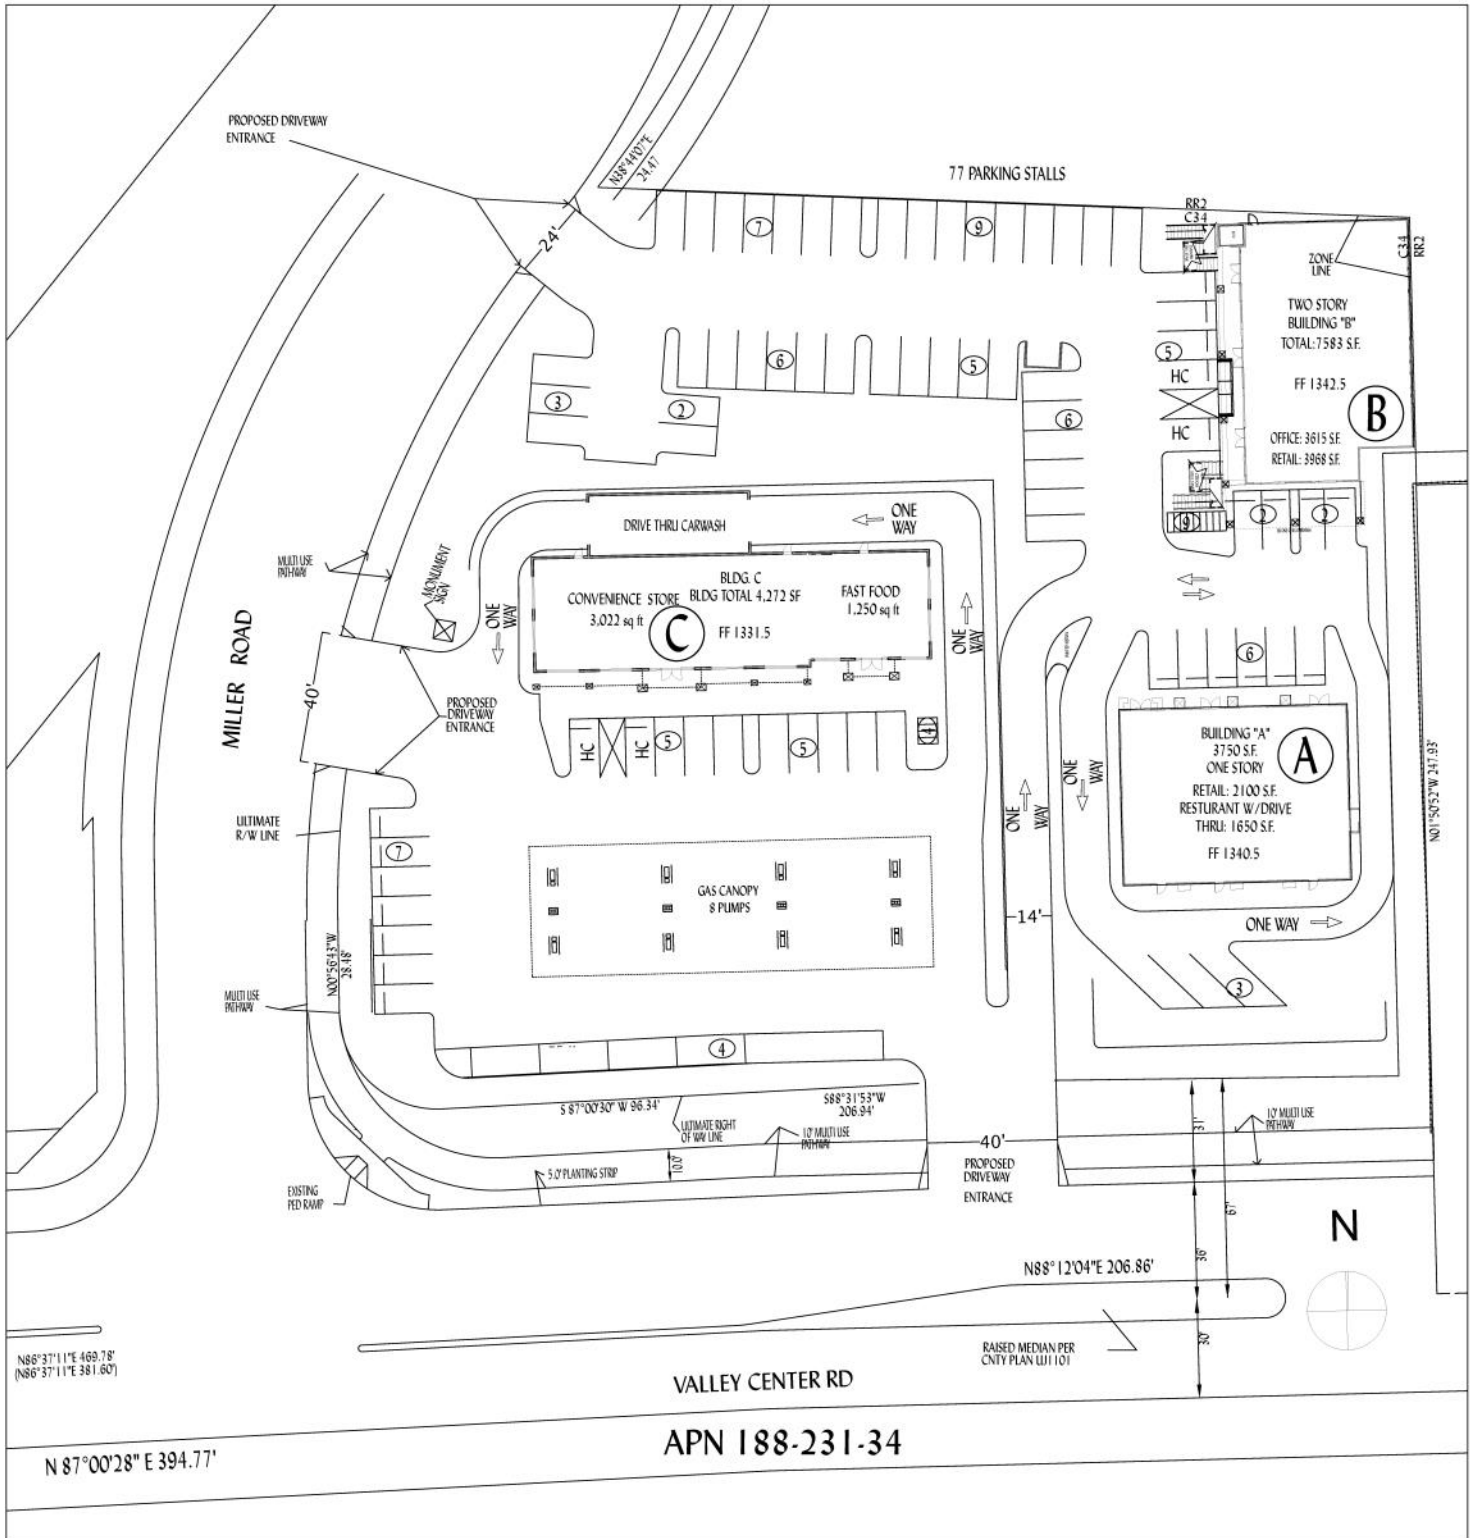 PROPOSED DRIVEWAY
ENTRANCE
N38°44'07"E
24.47
77 PARKING STALLS
24'
7
9
RR2
C34
C34
RR2
ZONE
LINE
TWO STORY
BUILDING "B"
TOTAL:7583 S.F.
FF 1342.5
B
OFFICE: 3615 S.F.
RETAIL: 3968 S.F.
5
HC
HC
6
5
3
2
6
9
2
2
DRIVE THRU CARWASH
ONE
WAY
MULTI USE
PATHWAY
MONUMENT
SIGN
ONE
WAY
BLDG. C
BLDG TOTAL 4,272 SF
CONVENIENCE STORE
3,022 sq ft
C
FF 1331.5
FAST FOOD
1,250 sq ft
ONE
WAY
MILLER ROAD
40'
PROPOSED
DRIVEWAY
ENTRANCE
HC
HC
5
5
4
6
BUILDING "A"
3750 S.F.
ONE STORY
A
RETAIL: 2100 S.F.
RESTURANT W/DRIVE
THRU: 1650 S.F.
FF 1340.5
N01°50'52"W 247.93'
ONE
WAY
ONE
WAY
ULTIMATE
R/W LINE
7
GAS CANOPY
8 PUMPS
14'
ONE WAY
N00°56'43"W
28.48'
MULTI USE
PATHWAY
3
4
S 87°00'30" W 96.34'
S88°31'53"W
206.94'
ULTIMATE RIGHT
OF WAY LINE
10' MULTI USE
PATHWAY
10.0'
5.0' PLANTING STRIP
EXISTING
PED RAMP
40'
PROPOSED
DRIVEWAY
ENTRANCE
31'
10' MULTI USE
PATHWAY
67'
36'
30'
N
N88°12'04"E 206.86'
RAISED MEDIAN PER
CNTY PLAN UJ1101
N86°37'11"E 469.78'
(N86°37'11"E 381.60')
VALLEY CENTER RD
APN 188-231-34
N 87°00'28" E 394.77'